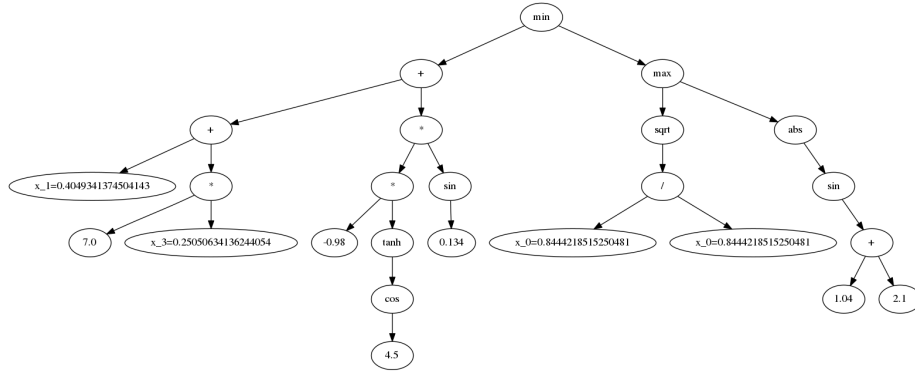 min
+ max
+ * sqrt abs
x_1=0.4049341374504143 * * sin / sin
7.0 x_3=0.25050634136244054 -0.98 tanh 0.134 x_0=0.8444218515250481 x_0=0.8444218515250481 +
cos 1.04 2.1
4.5